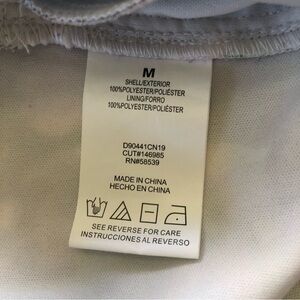 M
SHELL/EXTERIOR
100%POLYESTER/POLIÉSTER
LINING/FORRO
100%POLYESTER/POLIÉSTER
D90441CN19
CUT#146985
RN#58539
MADE IN CHINA
HECHO EN CHINA
SEE REVERSE FOR CARE
INSTRUCCIONES AL REVERSO